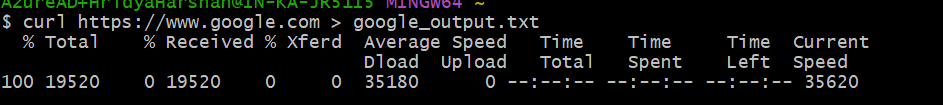 AzureAD+HridyaHarshan@IN-KA-JR5115 MINGW64 ~
$ curl https://www.google.com > google_output.txt
  % Total    % Received % Xferd  Average Speed   Time    Time     Time  Current
                                 Dload  Upload   Total   Spent    Left  Speed
100 19520    0 19520    0     0  35180      0 --:--:-- --:--:-- --:--:-- 35620